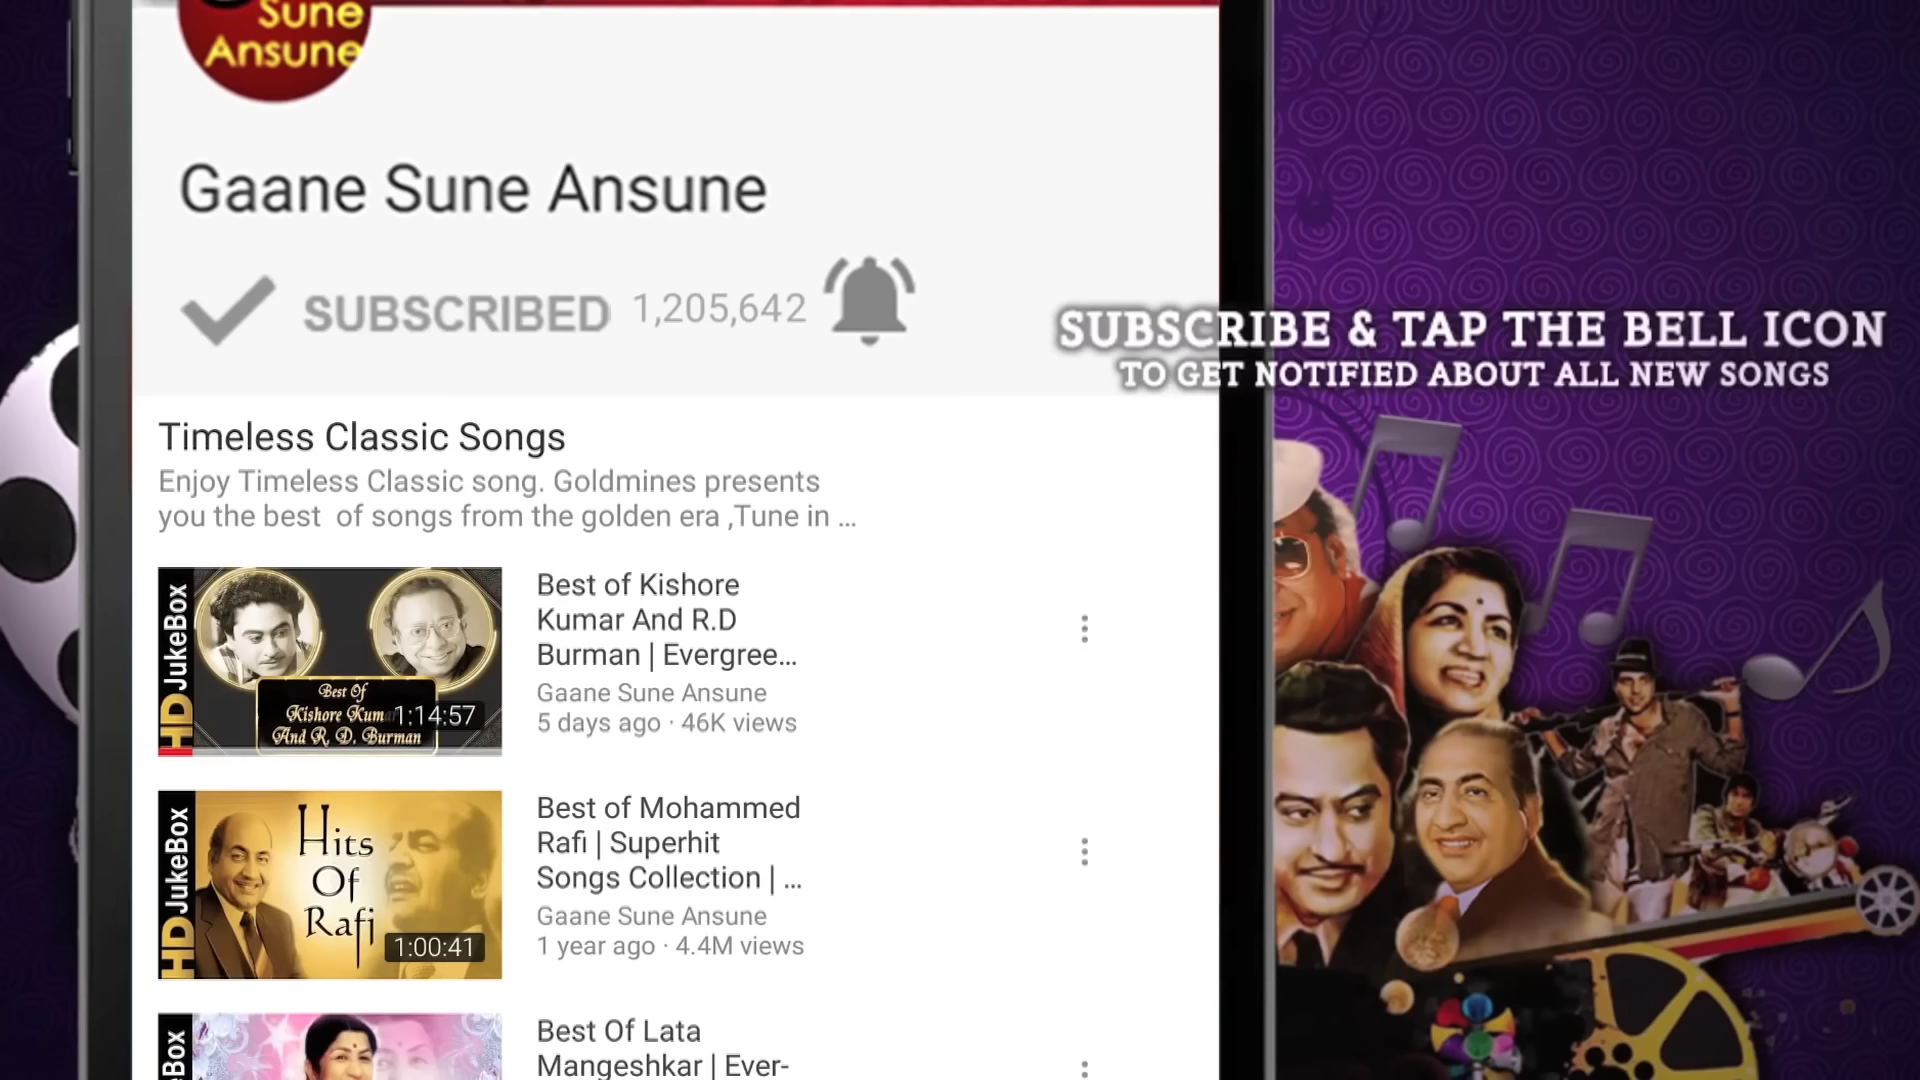 Sune
Ansune
Gaane Sune Ansune
SUBSCRIBED 1,205,642
SUBSCRIBE & TAP THE BELL ICON
TO GET NOTIFIED ABOUT ALL NEW SONGS
Timeless Classic Songs
Enjoy Timeless Classic song. Goldmines presents
you the best of songs from the golden era ,Tune in ...
HD JukeBox
Best Of
Kishore Kuma
And R. D. Burman
1:14:57
Best of Kishore
Kumar And R.D
Burman | Evergree...
Gaane Sune Ansune
5 days ago · 46K views
HD JukeBox
Hits
Of
Rafi
1:00:41
Best of Mohammed
Rafi | Superhit
Songs Collection | ...
Gaane Sune Ansune
1 year ago · 4.4M views
eBox
Best Of Lata
Mangeshkar | Ever-